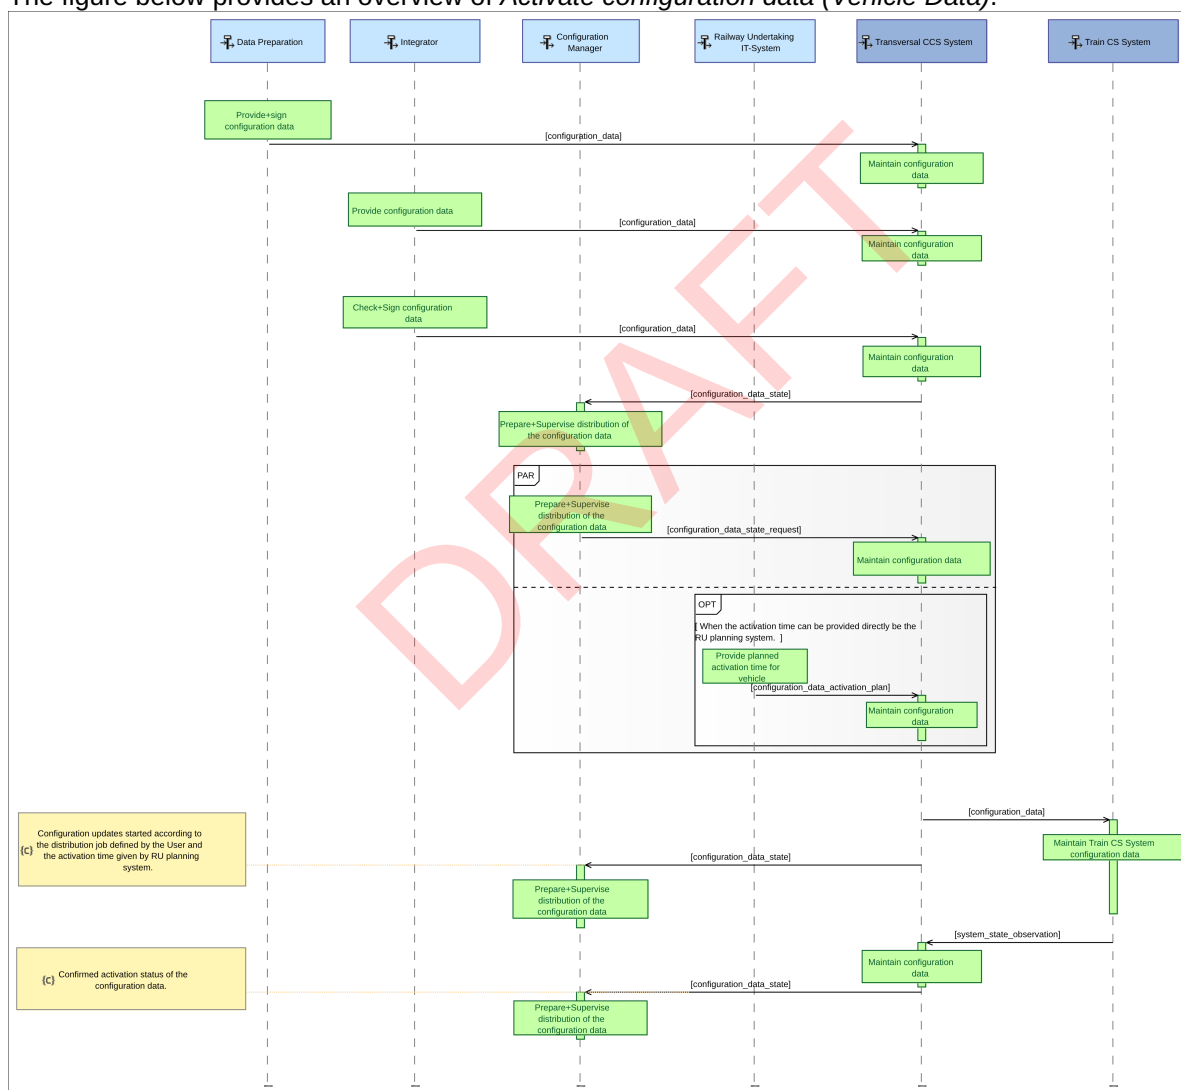 The figure below provides an overview of Activate configuration data (Vehicle Data).
Data Preparation
Integrator
Configuration
Manager
Railway Undertaking
IT-System
Transversal CCS System
Train CS System
Provide+sign
configuration data
[configuration_data]
Maintain configuration
data
Provide configuration data
[configuration_data]
Maintain configuration
data
Check+Sign configuration
data
[configuration_data]
Maintain configuration
data
[configuration_data_state]
Prepare+Supervise distribution of
the configuration data
PAR
Prepare+Supervise
distribution of the
configuration data
[configuration_data_state_request]
Maintain configuration data
OPT
[ When the activation time can be provided directly be the
RU planning system.  ]
Provide planned
activation time for
vehicle
[configuration_data_activation_plan]
Maintain configuration
data
[configuration_data]
Maintain Train CS System
configuration data
{C}
Configuration updates started according to
the distribution job defined by the User and
the activation time given by RU planning
system.
[configuration_data_state]
Prepare+Supervise
distribution of the
configuration data
[system_state_observation]
Maintain configuration
data
{C}
Confirmed activation status of the
configuration data.
[configuration_data_state]
Prepare+Supervise
distribution of the
configuration data
DRAFT